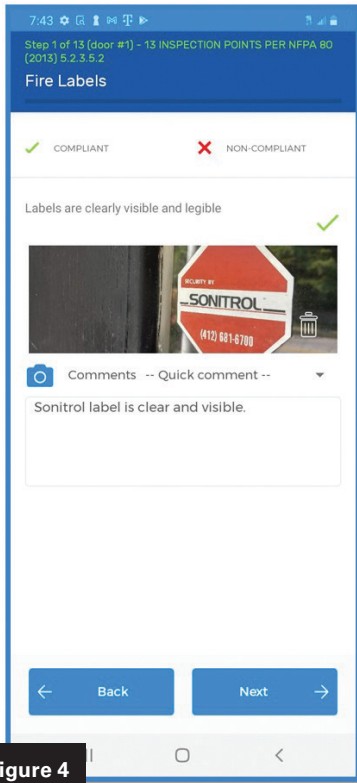 7:43
Step 1 of 13 (door #1) - 13 INSPECTION POINTS PER NFPA 80
(2013) 5.2.3.5.2
Fire Labels
COMPLIANT
NON-COMPLIANT
Labels are clearly visible and legible
SECURITY BY
SONITROL
(412) 681-6700
Comments -- Quick comment --
Sonitrol label is clear and visible.
Back
Next
igure 4